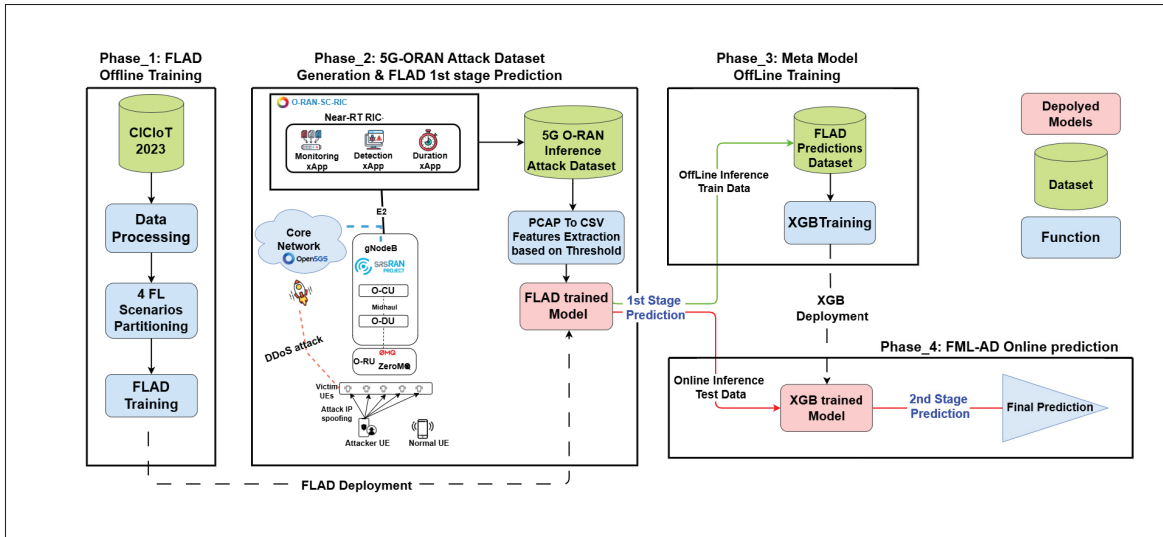 Phase_1: FLAD
Offline Training
CICIoT
2023
Data
Processing
4 FL
Scenarios
Partitioning
FLAD
Training
FLAD Deployment
Phase_2: 5G-ORAN Attack Dataset
Generation & FLAD 1st stage Prediction
O-RAN-SC-RIC
Near-RT RIC
Monitoring
xApp
Detection
xApp
Duration
xApp
E2
Core
Network
Open5GS
gNodeB
srsRAN
PROJECT
O-CU
Midhaul
O-DU
ØMQ
O-RU
ZeroMQ
DDoS attack
Victim
UEs
Attack IP
spoofing
Attacker UE
Normal UE
5G O-RAN
Inference
Attack Dataset
PCAP To CSV
Features Extraction
based on Threshold
FLAD trained
Model
1st Stage
Prediction
OffLine Inference
Train Data
Online Inference
Test Data
Phase_3: Meta Model
OffLine Training
FLAD
Predictions
Dataset
XGBTraining
XGB
Deployment
Phase_4: FML-AD Online prediction
XGB trained
Model
2nd Stage
Prediction
Final Prediction
Depolyed
Models
Dataset
Function